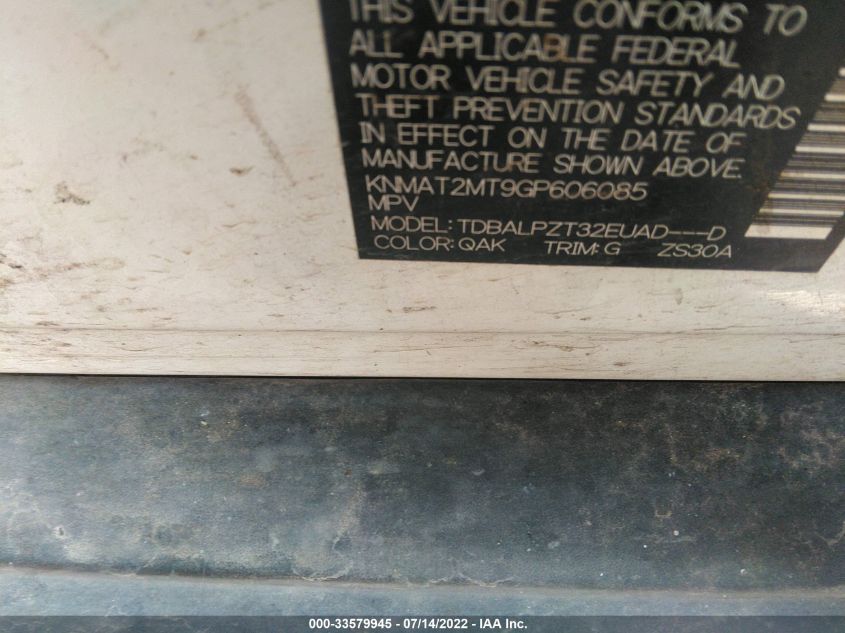 THIS VEHICLE CONFORMS TO
ALL APPLICABLE FEDERAL
MOTOR VEHICLE SAFETY AND
THEFT PREVENTION STANDARDS
IN EFFECT ON THE DATE OF
MANUFACTURE SHOWN ABOVE.
KNMAT2MT9GP606085
MPV
MODEL: TDBALPZT32EUAD---D
COLOR: QAK TRIM: G ZS30A
000-33579945 - 07/14/2022 - IAA Inc.